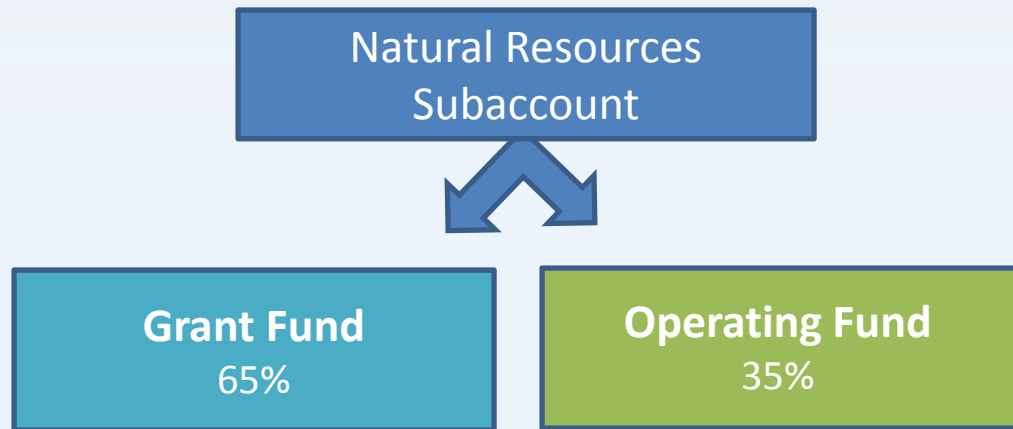 Natural Resources
Subaccount
Grant Fund
65%
Operating Fund
35%